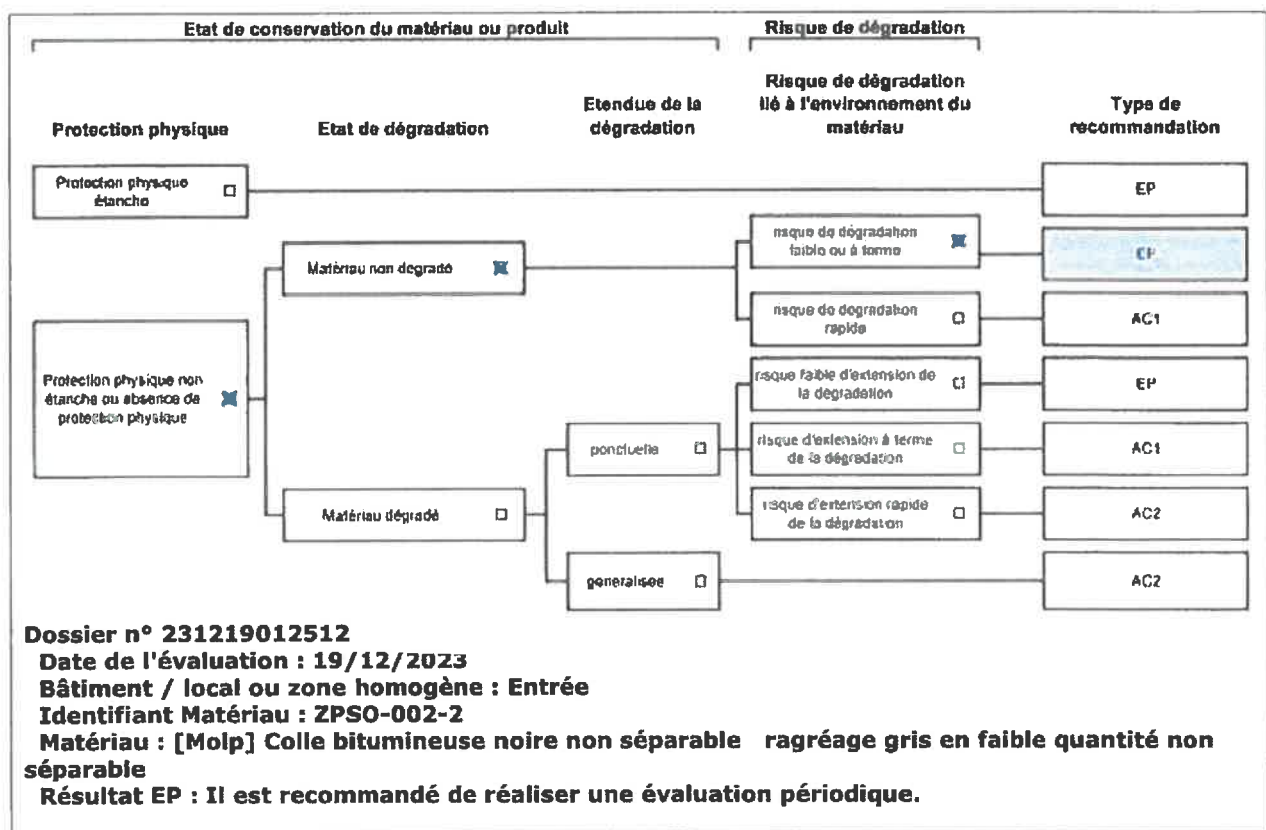 Etat de conservation du matériau ou produit
Risque de dégradation
Protection physique
Etat de dégradation
Etendue de la
dégradation
Risque de dégradation
lié à l'environnement du
matériau
Type de
recommandation
Protection physique
étanche
EP
Protection physique non
étanche ou absence de
protection physique
Matériau non dégradé
risque de dégradation
faible ou à terme
EP
risque de dégradation
rapide
AC1
Matériau dégradé
ponctuelle
risque faible d'extension de
la dégradation
EP
risque d'extension à terme
de la dégradation
AC1
risque d'extension rapide
de la dégradation
AC2
généralisée
AC2
Dossier n° 231219012512
Date de l'évaluation : 19/12/2023
Bâtiment / local ou zone homogène : Entrée
Identifiant Matériau : ZPSO-002-2
Matériau : [Molp] Colle bitumineuse noire non séparable ragréage gris en faible quantité non
séparable
Résultat EP : Il est recommandé de réaliser une évaluation périodique.